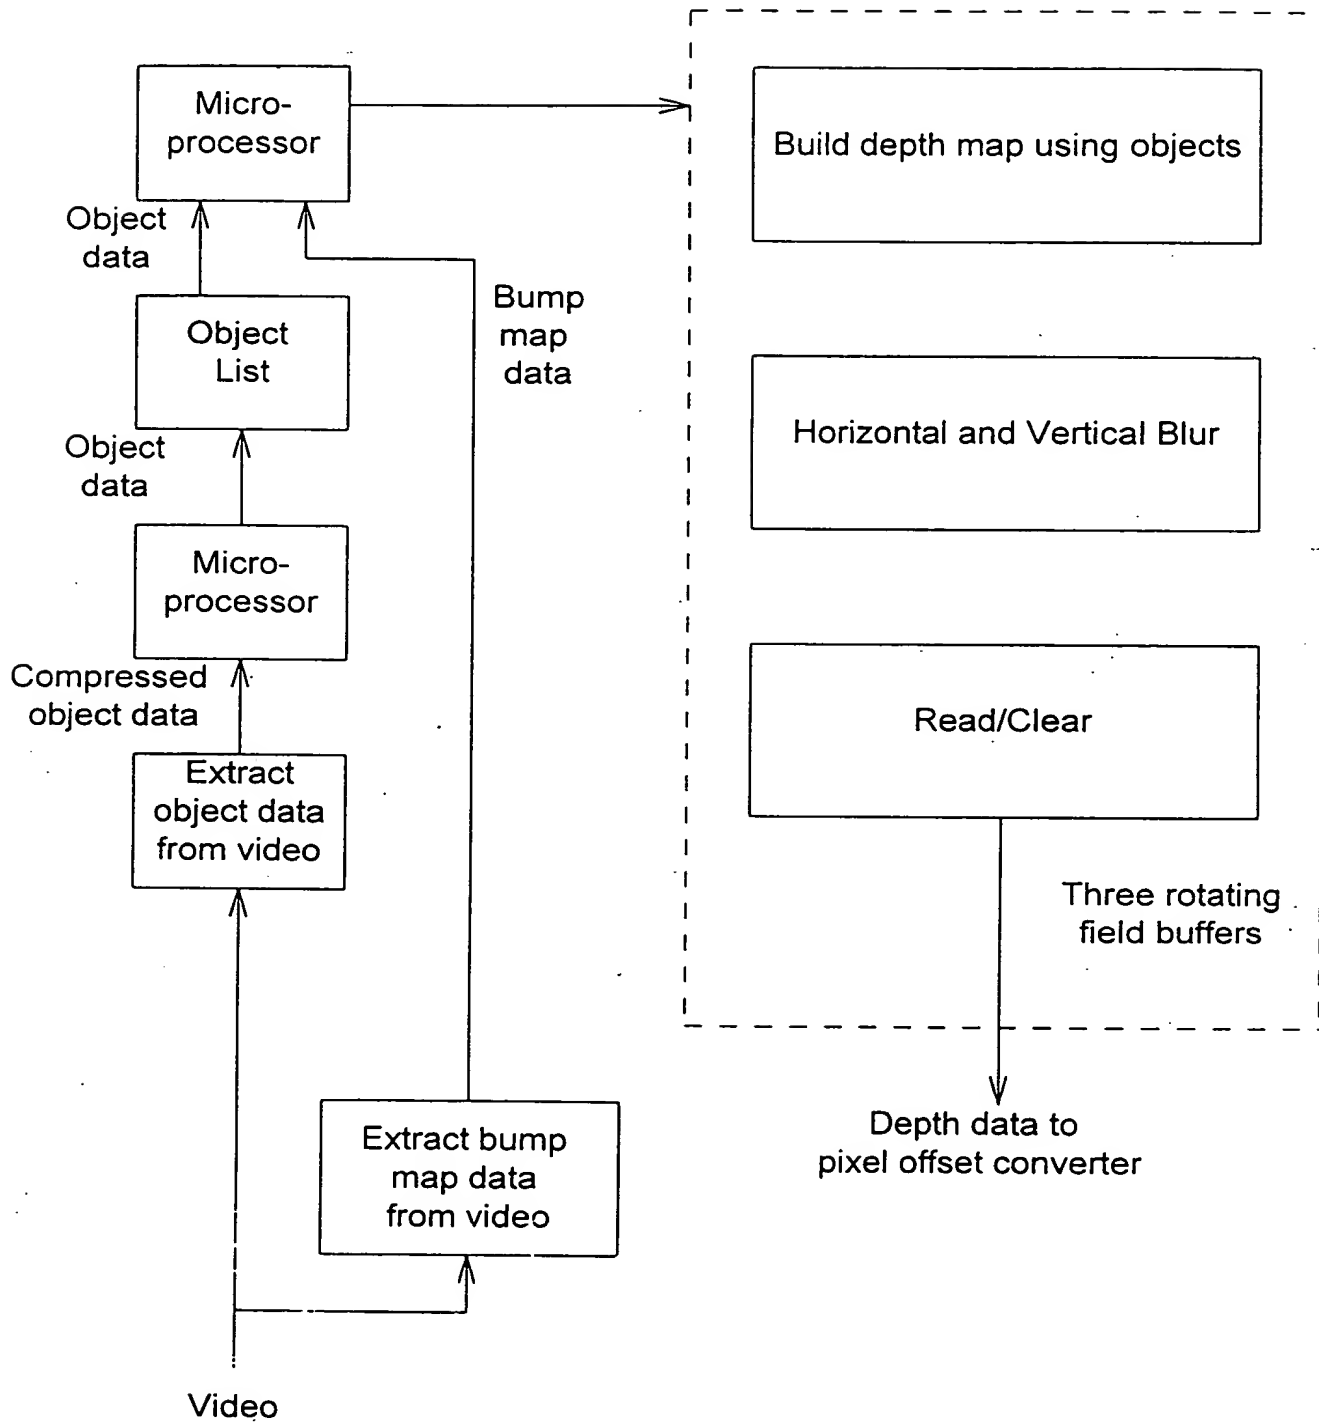 Micro-
processor
Build depth map using objects
Object
data
Bump
map
data
Object
List
Horizontal and Vertical Blur
Object
data
Micro-
processor
Compressed
object data
Read/Clear
Extract
object data
from video
Three rotating
field buffers
Depth data to
pixel offset converter
Extract bump
map data
from video
Video